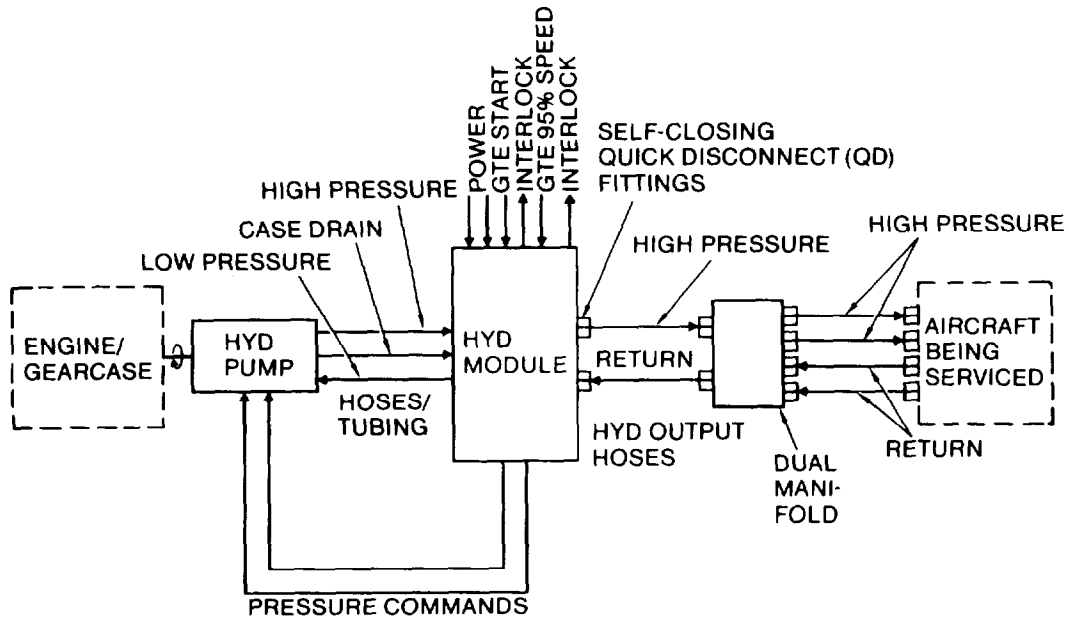 POWER
GTE START
INTERLOCK
GTE 95% SPEED
INTERLOCK
SELF-CLOSING
QUICK DISCONNECT (QD)
FITTINGS
HIGH PRESSURE
CASE DRAIN
LOW PRESSURE
HIGH PRESSURE
HIGH PRESSURE
ENGINE/
GEARCASE
HYD
PUMP
HYD
MODULE
RETURN
AIRCRAFT
BEING
SERVICED
HOSES/
TUBING
HYD OUTPUT
HOSES
DUAL
MANI-
FOLD
RETURN
PRESSURE COMMANDS